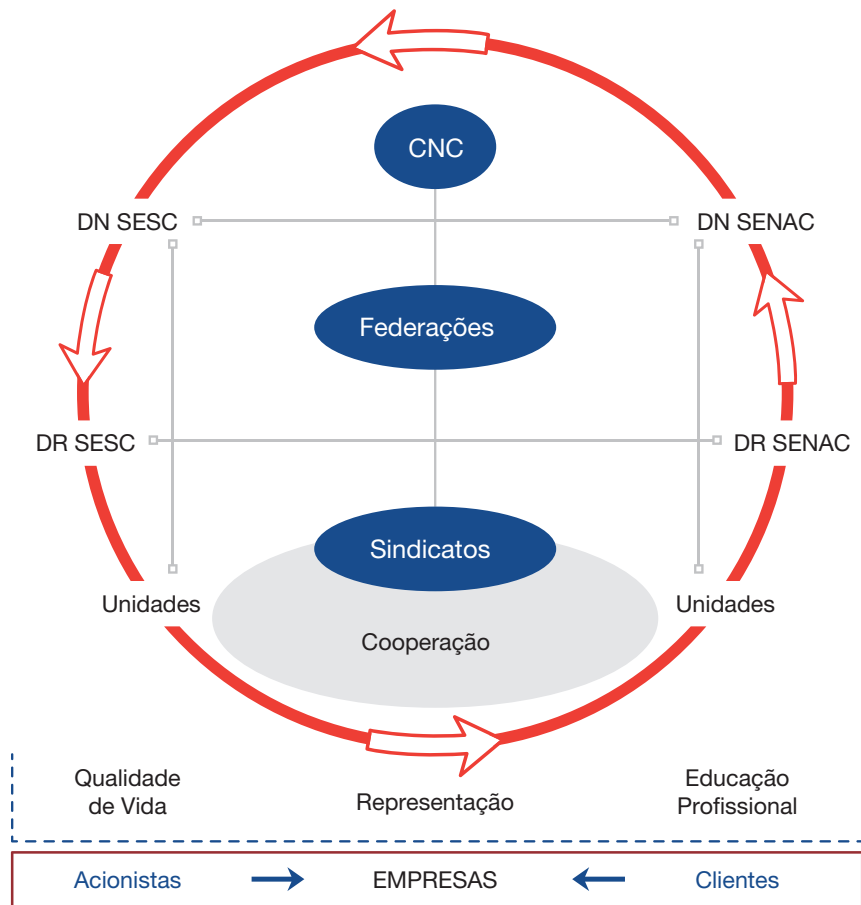 CNC
DN SESC
DN SENAC
Federações
DR SESC
DR SENAC
Sindicatos
Unidades
Unidades
Cooperação
Qualidade
de Vida
Representação
Educação
Profissional
Acionistas
EMPRESAS
Clientes